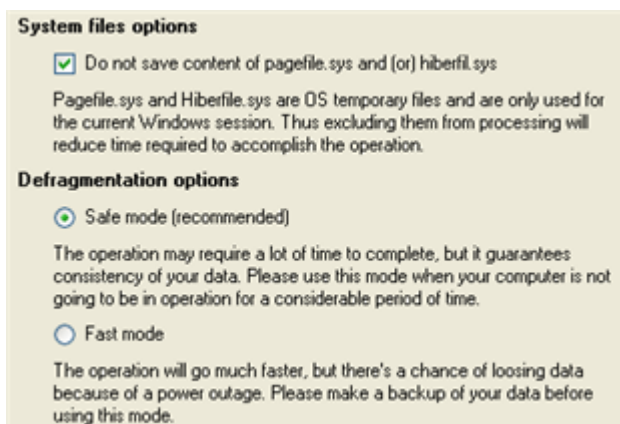 System files options
Do not save content of pagefile.sys and (or) hiberfil.sys
Pagefile.sys and Hiberfile.sys are OS temporary files and are only used for
the current Windows session. Thus excluding them from processing will
reduce time required to accomplish the operation.
Defragmentation options
Safe mode (recommended)
The operation may require a lot of time to complete, but it guarantees
consistency of your data. Please use this mode when your computer is not
going to be in operation for a considerable period of time.
Fast mode
The operation will go much faster, but there's a chance of loosing data
because of a power outage. Please make a backup of your data before
using this mode.